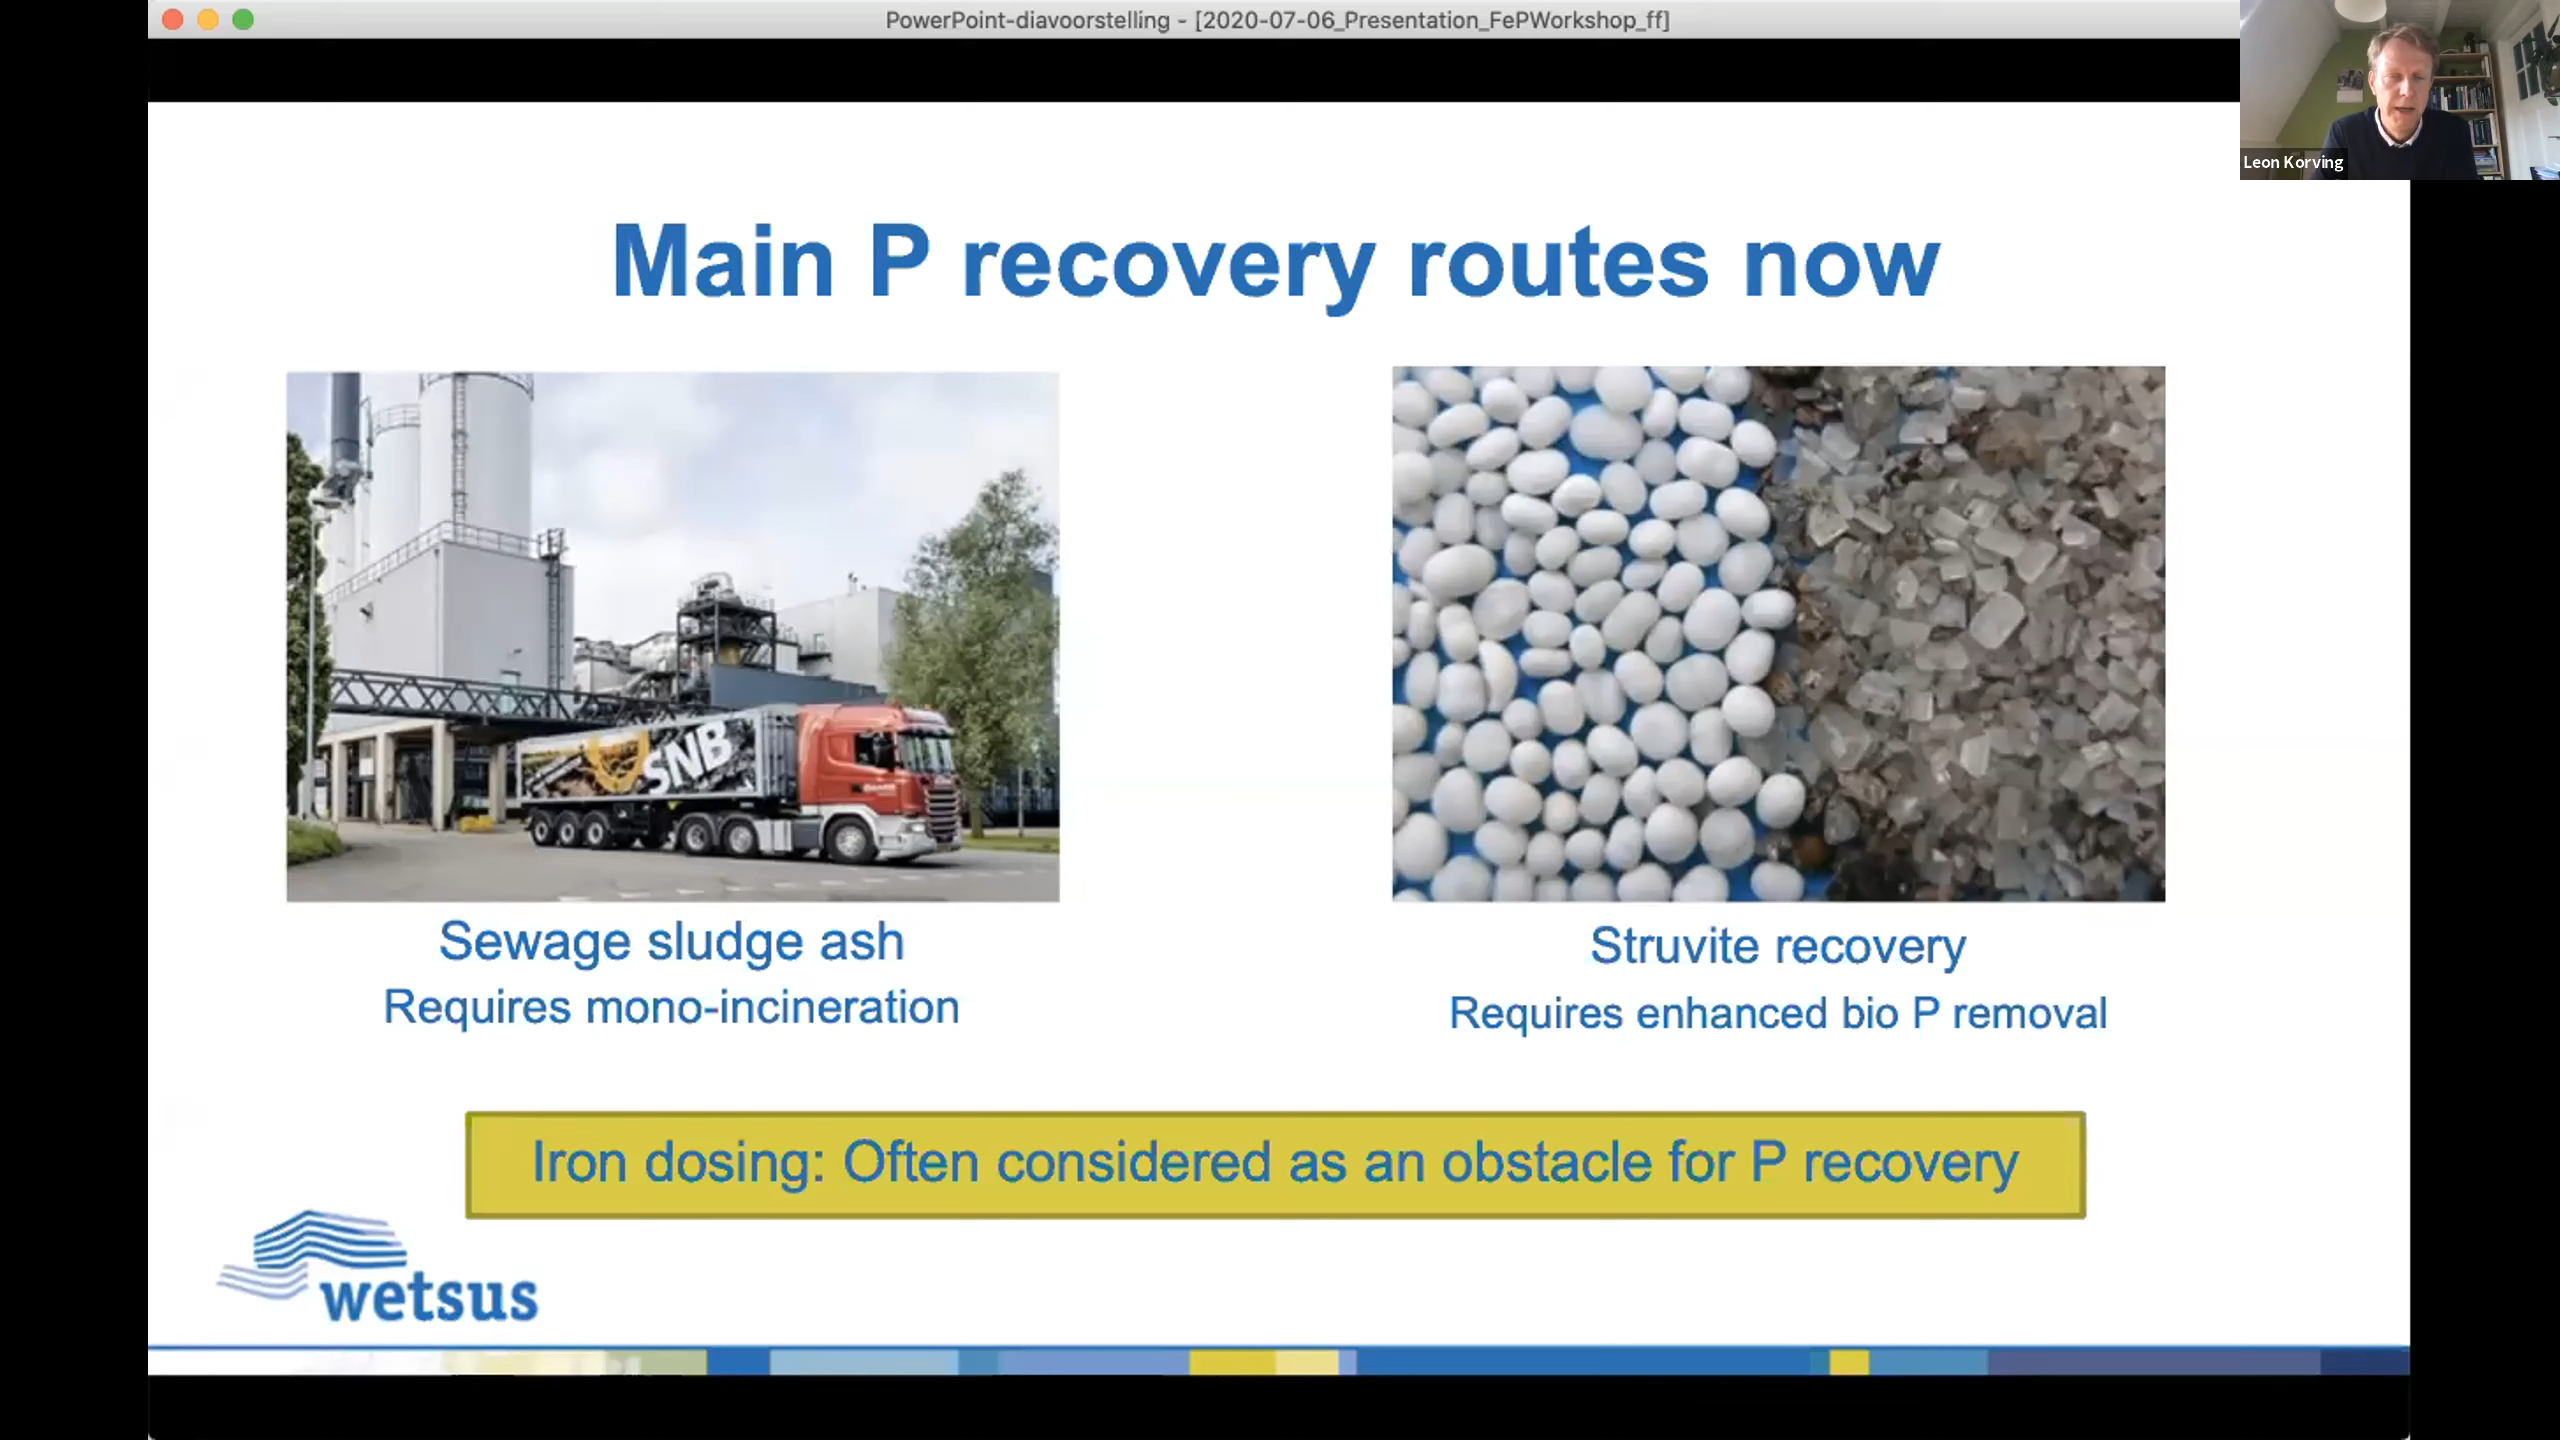 PowerPoint-diavoorstelling - [2020-07-06_Presentation_FePWorkshop_ff]
Leon Korving
Main P recovery routes now
SNB
Sewage sludge ash
Requires mono-incineration
Struvite recovery
Requires enhanced bio P removal
Iron dosing: Often considered as an obstacle for P recovery
wetsus